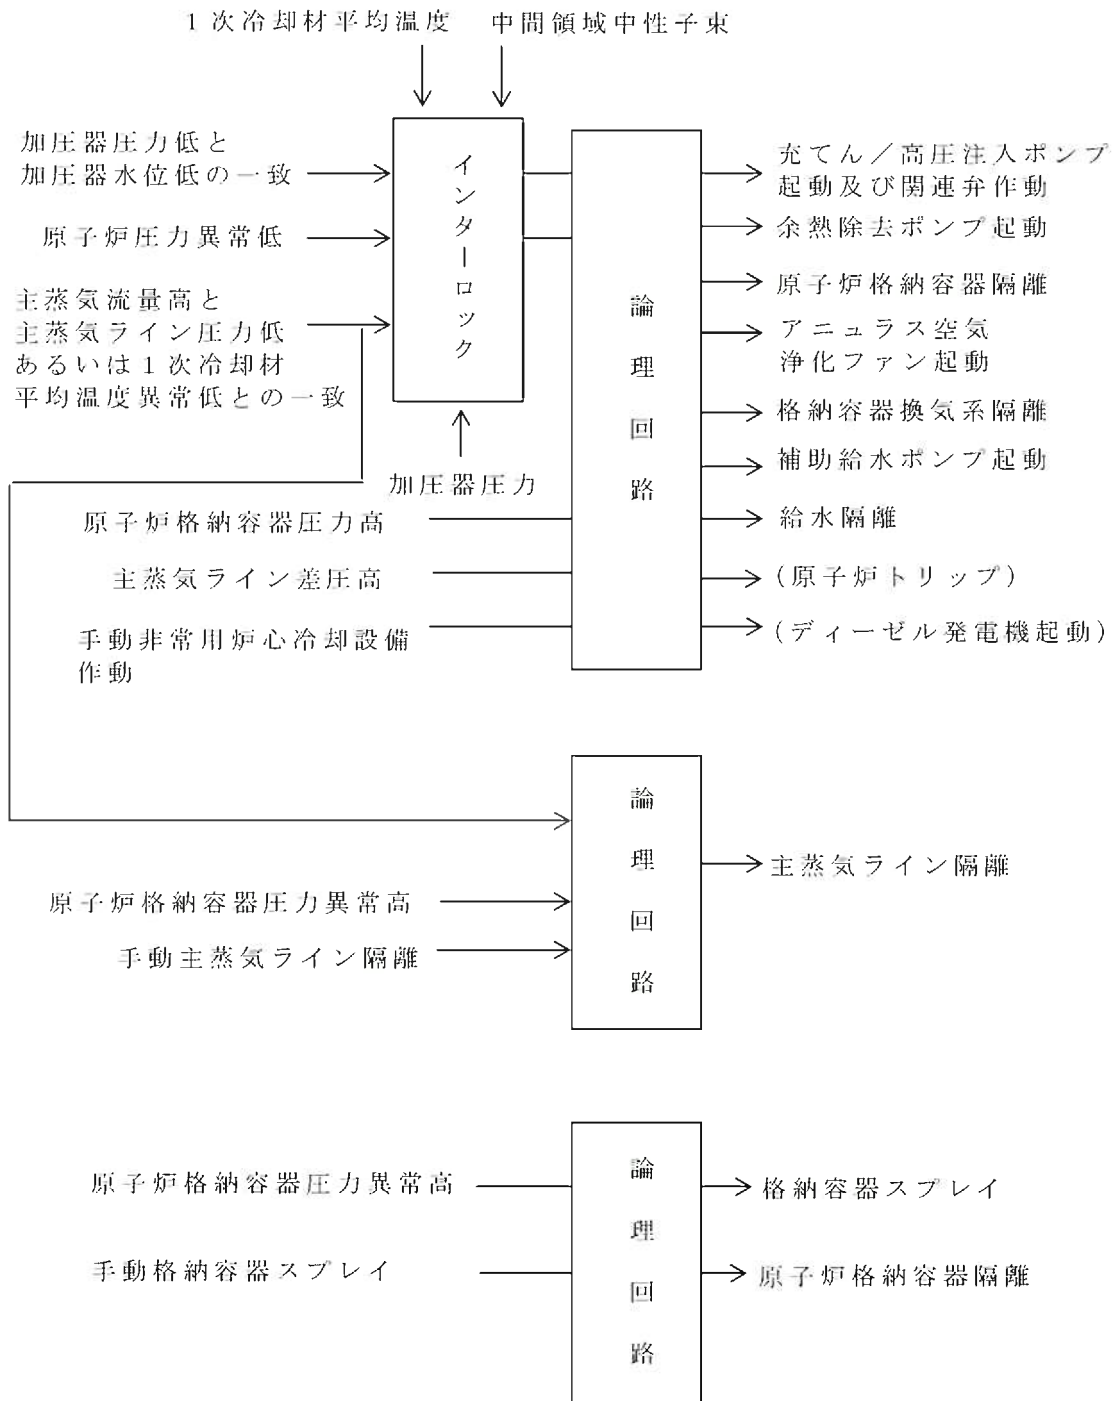 1次冷却材平均温度
中間領域中性子束
加圧器圧力低と
加圧器水位低の一致
原子炉圧力異常低
主蒸気流量高と
主蒸気ライン圧力低
あるいは1次冷却材
平均温度異常低との一致
インターロック
加圧器圧力
原子炉格納容器圧力高
主蒸気ライン差圧高
手動非常用炉心冷却設備
作動
論理回路
充てん/高圧注入ポンプ
起動及び関連弁作動
余熱除去ポンプ起動
原子炉格納容器隔離
アニュラス空気
浄化ファン起動
格納容器換気系隔離
補助給水ポンプ起動
給水隔離
(原子炉トリップ)
(ディーゼル発電機起動)
原子炉格納容器圧力異常高
手動主蒸気ライン隔離
論理回路
主蒸気ライン隔離
原子炉格納容器圧力異常高
手動格納容器スプレイ
論理回路
格納容器スプレイ
原子炉格納容器隔離